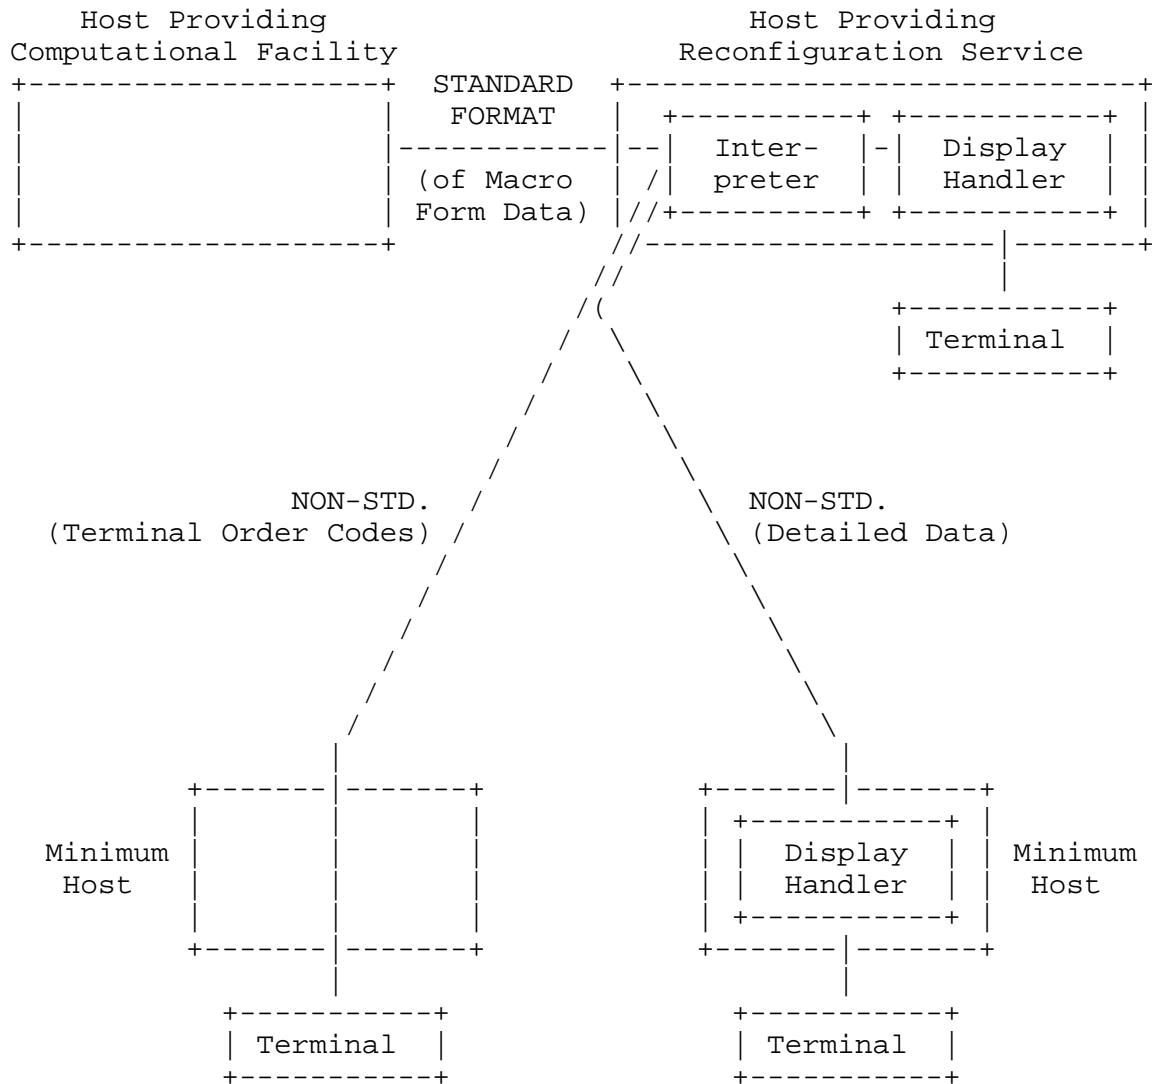 Host Providing
Computational Facility
Host Providing
Reconfiguration Service
STANDARD
FORMAT
(of Macro
Form Data)
Inter-
preter
Display
Handler
Terminal
NON-STD.
(Terminal Order Codes)
NON-STD.
(Detailed Data)
Minimum
Host
Display
Handler
Minimum
Host
Terminal
Terminal